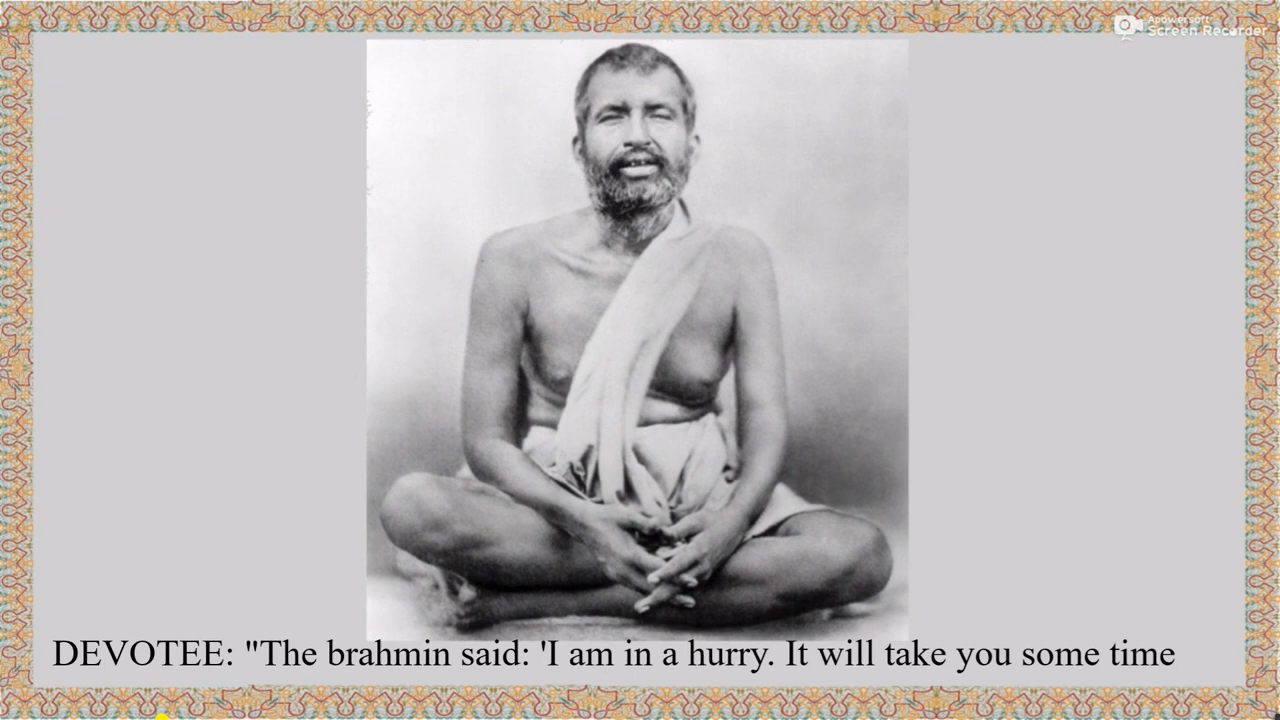 Apowersoft
Screen Recorder
DEVOTEE: "The brahmin said: 'I am in a hurry. It will take you some time